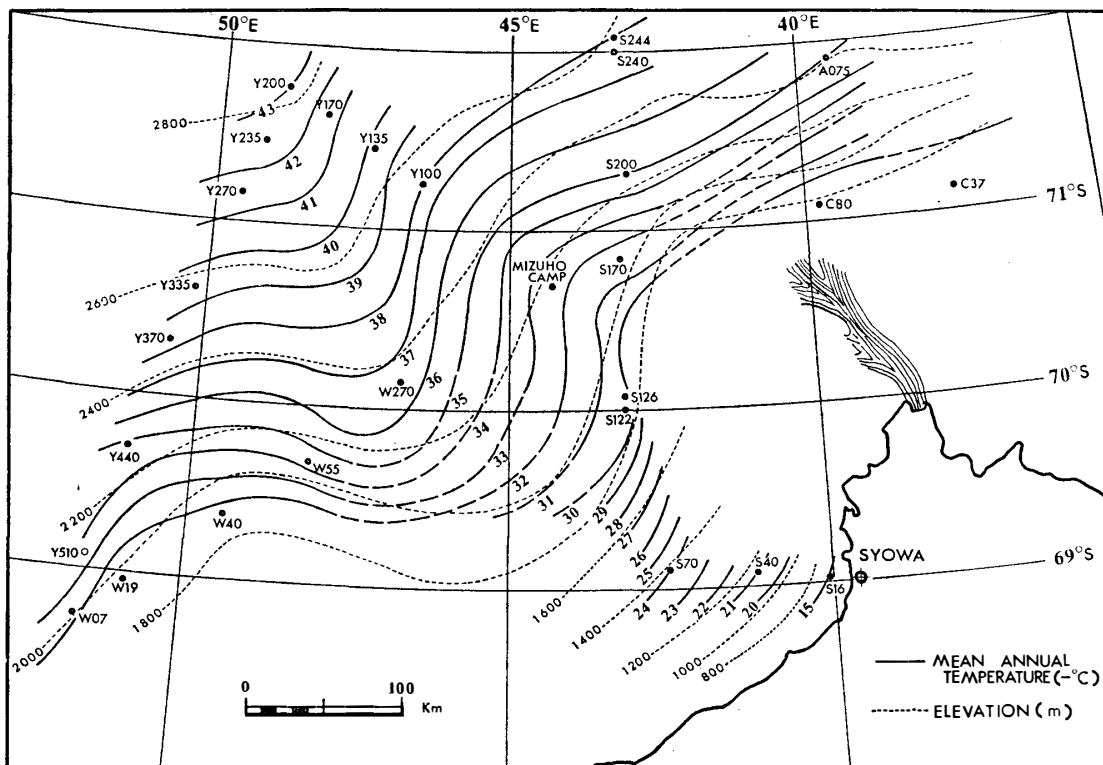 50°E
45°E
40°E
S244
S240
A075
Y200
43
2800
Y170
Y235
Y135
42
Y270
Y100
S200
C37
C80
71°S
41
40
MIZUHO
CAMP
S170
2600
Y335
39
38
Y370
37
W270
36
2400
35
S126
S122
70°S
34
Y440
W55
33
32
31
30
29
28
27
2200
W40
26
25
Y510
S70
S40
SYOWA
69°S
W19
S16
W07
1800
1600
24
23
22
21
20
15
2000
1400
1200
1000
800
0
100
Km
MEAN ANNUAL
TEMPERATURE (-°C)
ELEVATION (m)